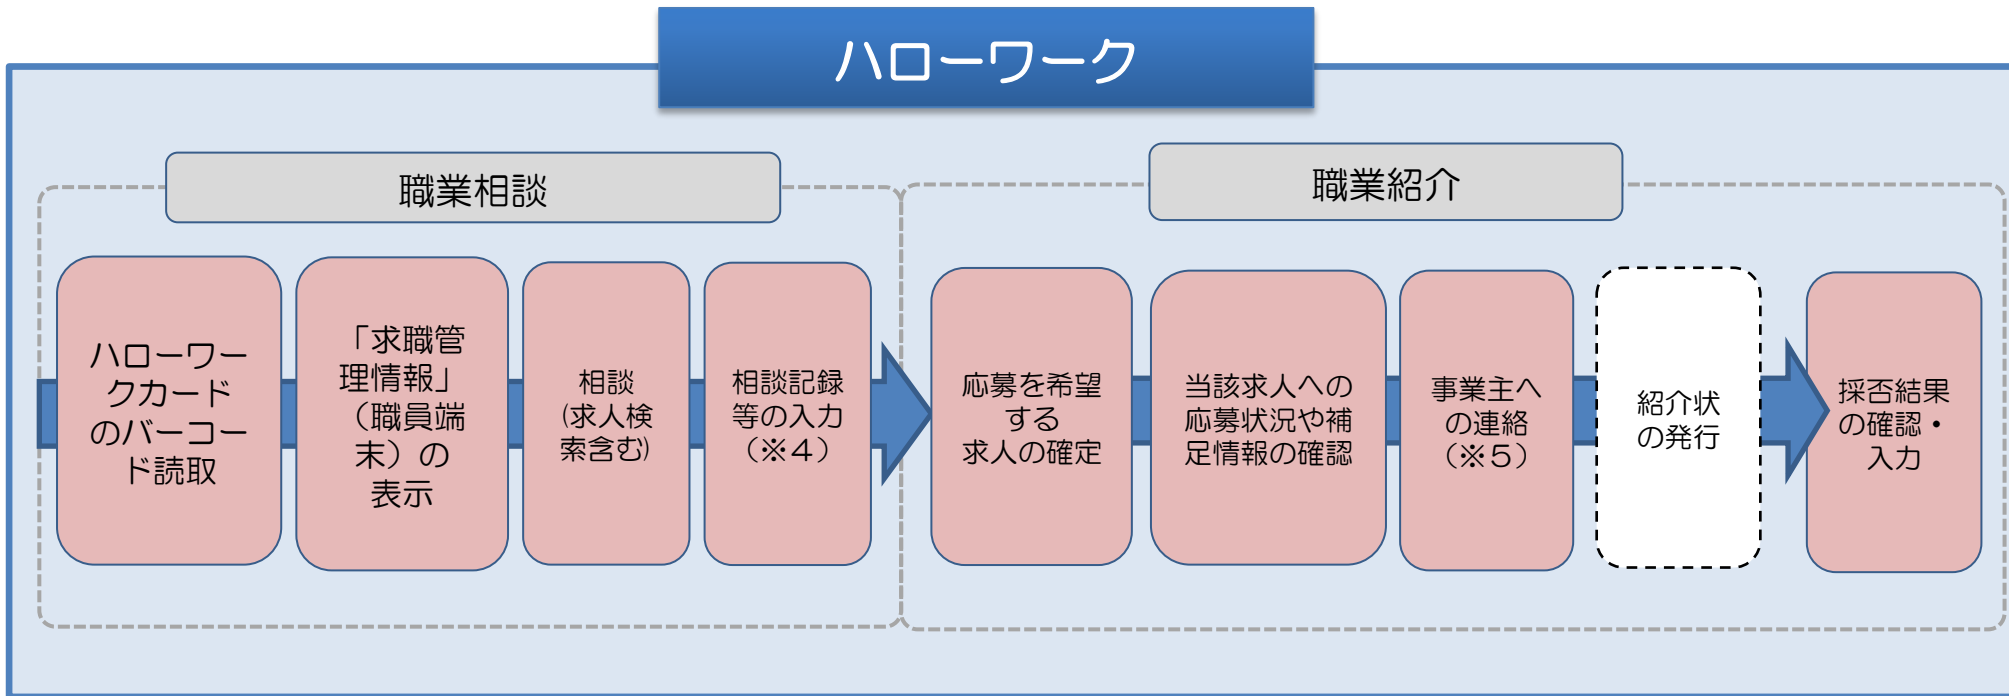 ハローワーク
職業相談
職業紹介
ハローワー
クカード
のバーコー
ド読取
「求職管
理情報」
（職員端
末）の
表示
相談
(求人検
索含む)
相談記録
等の入力
（※４）
応募を希望
する
求人の確定
当該求人への
応募状況や補
足情報の確認
事業主へ
の連絡
（※５）
紹介状
の発行
採否結果
の確認・
入力